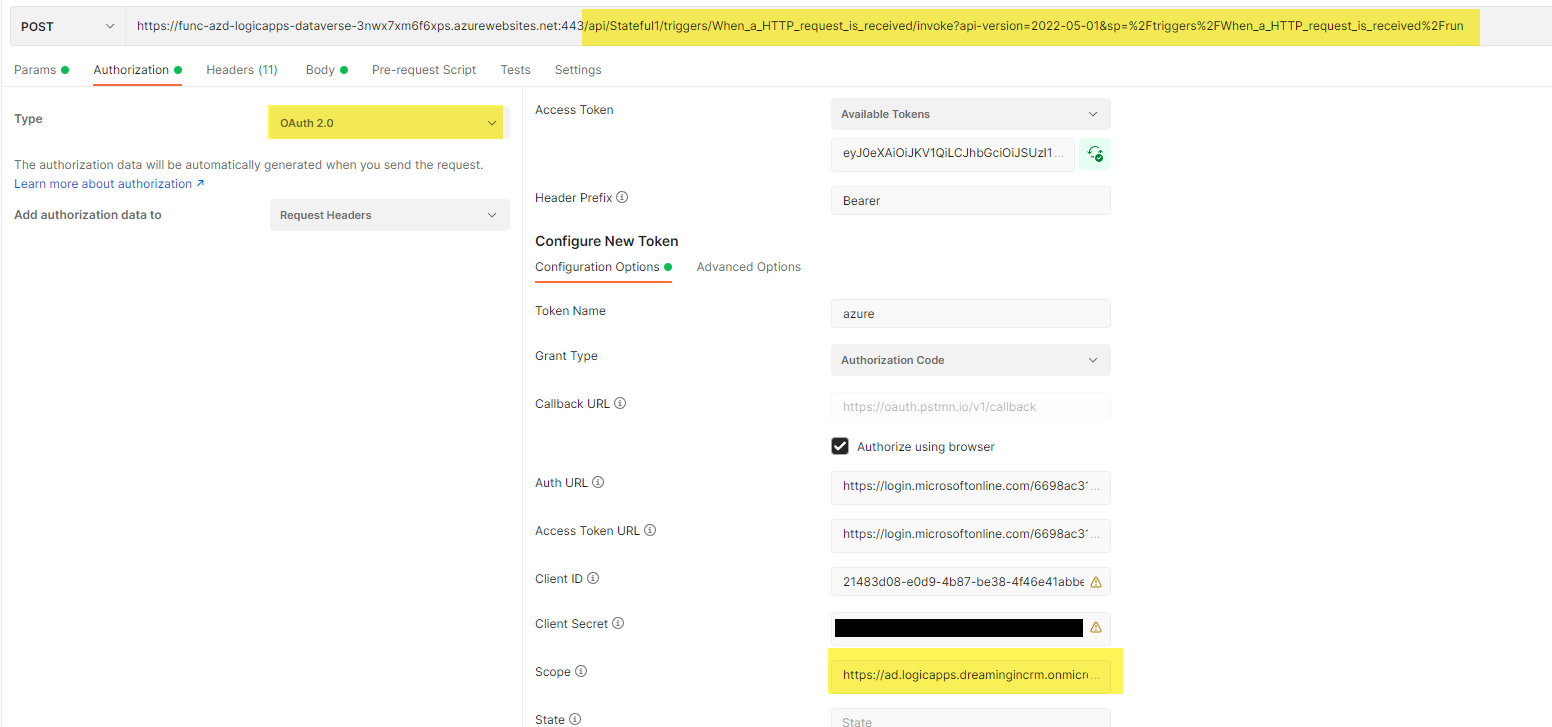 POST https://func-azd-logicapps-dataverse-3nwx7xm6f6xps.azurewebsites.net:443/api/Stateful1/triggers/When_a_HTTP_request_is_received/invoke?api-version=2022-05-01&sp=%2Ftriggers%2FWhen_a_HTTP_request_is_received%2Frun
Params Authorization Headers (11) Body Pre-request Script Tests Settings
Type OAuth 2.0
The authorization data will be automatically generated when you send the request.
Learn more about authorization ↗
Add authorization data to Request Headers
Access Token Available Tokens
eyJ0eXAiOiJKV1QiLCJhbGciOiJSUzI1...
Header Prefix Bearer
Configure New Token
Configuration Options Advanced Options
Token Name azure
Grant Type Authorization Code
Callback URL https://oauth.pstmn.io/v1/callback
Authorize using browser
Auth URL https://login.microsoftonline.com/6698ac31...
Access Token URL https://login.microsoftonline.com/6698ac31...
Client ID 21483d08-e0d9-4b87-be38-4f46e41abbe
Client Secret
Scope https://ad.logicapps.dreamingincrm.onmicro...
State State